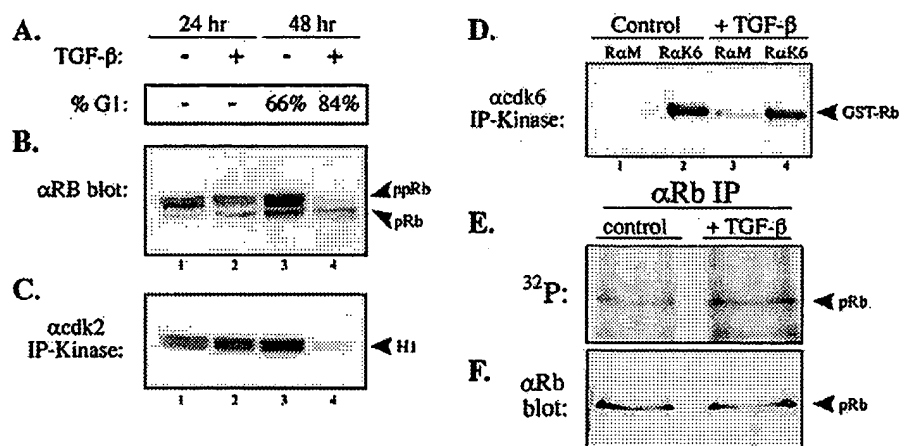 A.
24 hr 48 hr
TGF-β: - + - +
% G1: - - 66% 84%
B.
αRB blot:
ppRb
pRb
1 2 3 4
C.
αcdk2
IP-Kinase:
H1
1 2 3 4
D.
Control + TGF-β
RαM RαK6 RαM RαK6
αcdk6
IP-Kinase:
GST-Rb
1 2 3 4
αRb IP
E.
control + TGF-β
32P:
pRb
F.
αRb
blot:
pRb